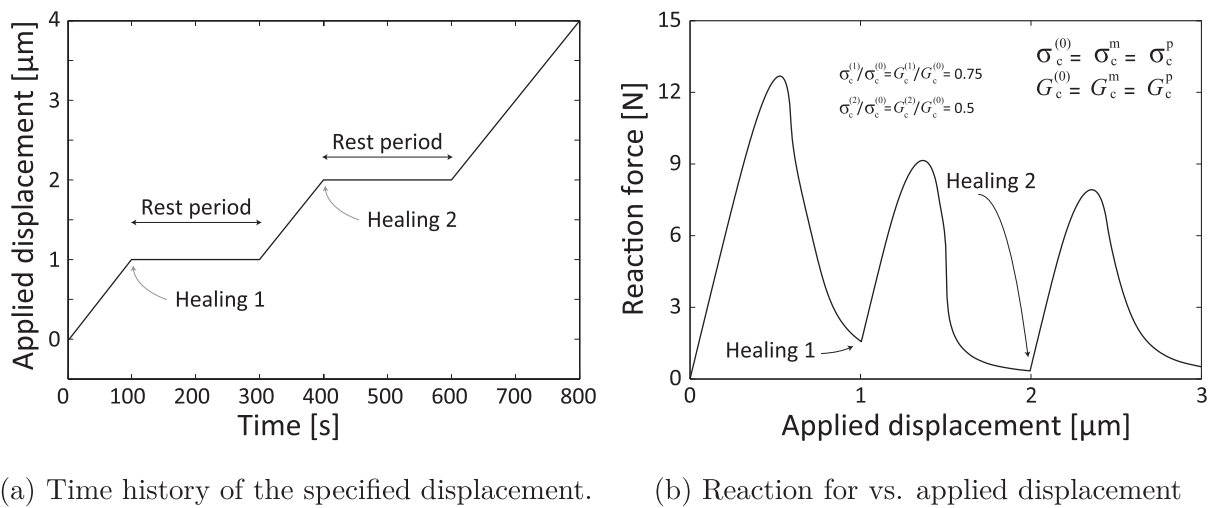 Applied displacement [μm]
4
3
2
1
0
Rest period
Rest period
Healing 2
Healing 1
0 100 200 300 400 500 600 700 800
Time [s]
(a) Time history of the specified displacement.
Reaction force [N]
15
12
9
6
3
0
σc(1)/σc(0)=Gc(1)/Gc(0)= 0.75
σc(2)/σc(0)=Gc(2)/Gc(0)= 0.5
σc(0)= σcm= σcp
Gc(0)= Gcm= Gcp
Healing 2
Healing 1
0 1 2 3
Applied displacement [μm]
(b) Reaction for vs. applied displacement